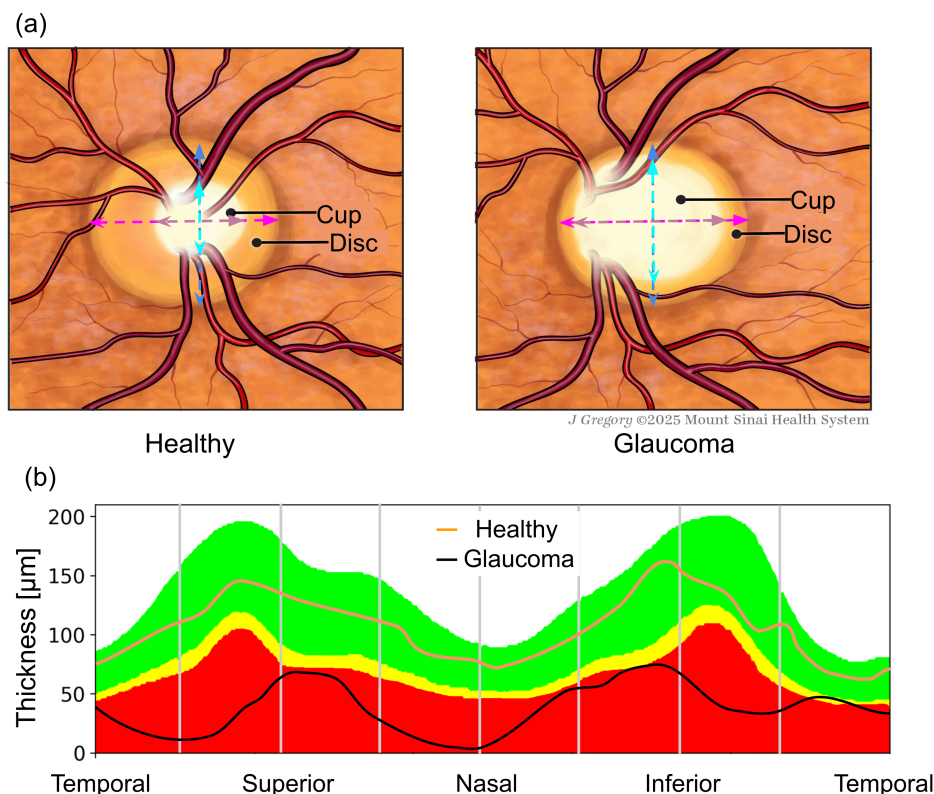 (a)
Cup
Disc
Cup
Disc
J Gregory ©2025 Mount Sinai Health System
Healthy
Glaucoma
(b)
200
150
100
50
0
Thickness [µm]
Healthy
Glaucoma
Temporal
Superior
Nasal
Inferior
Temporal